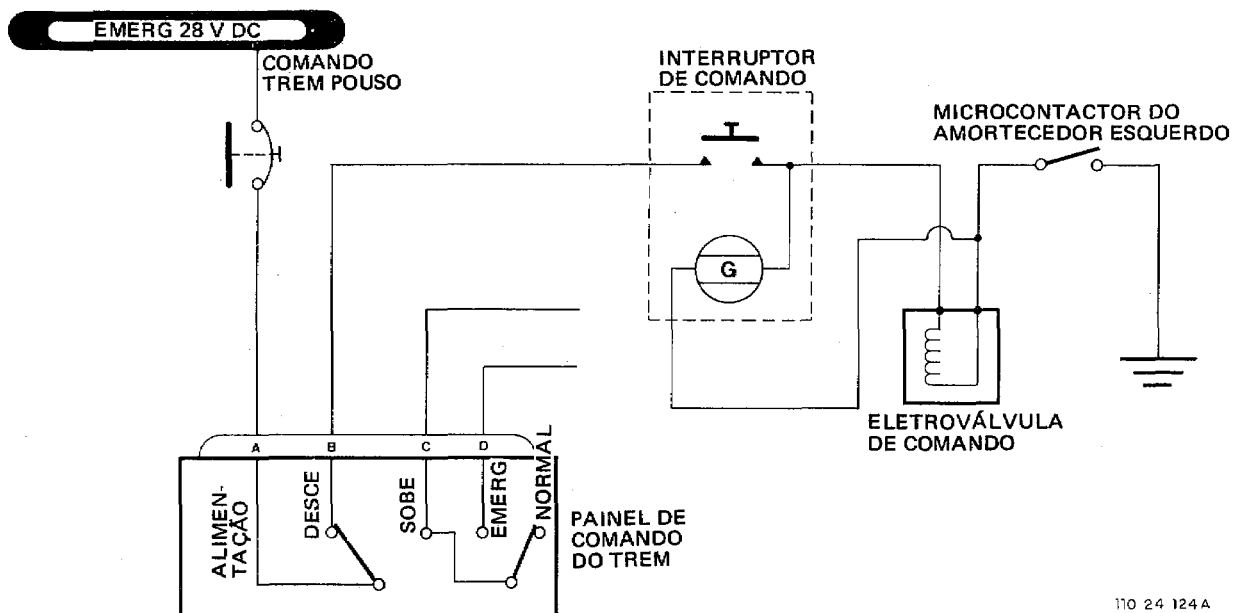 EMERG 28 V DC
COMANDO
TREM POUSO
INTERRUPTOR
DE COMANDO
MICROCONTACTOR DO
AMORTECEDOR ESQUERDO
G
ELETROVÁLVULA
DE COMANDO
A
B
C
D
ALIMEN-
TAÇÃO
DESCE
SOBE
EMERG
NORMAL
PAINEL DE
COMANDO
DO TREM
110 24 124A